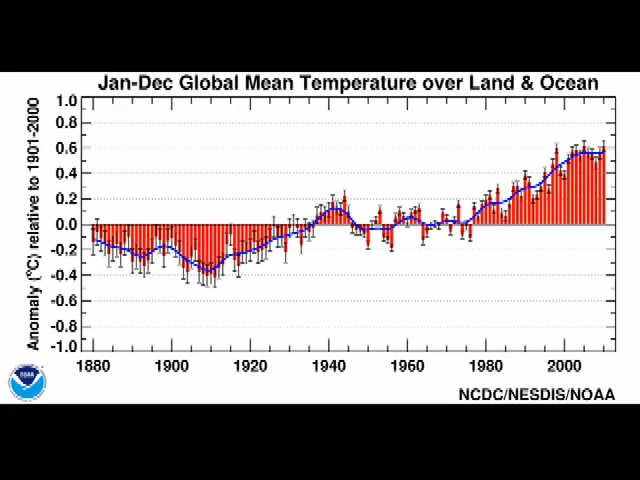 Jan-Dec Global Mean Temperature over Land & Ocean
Anomaly (°C) relative to 1901-2000
1.0
0.8
0.6
0.4
0.2
0.0
-0.2
-0.4
-0.6
-0.8
-1.0
1880 1900 1920 1940 1960 1980 2000
NOAA
NCDC/NESDIS/NOAA